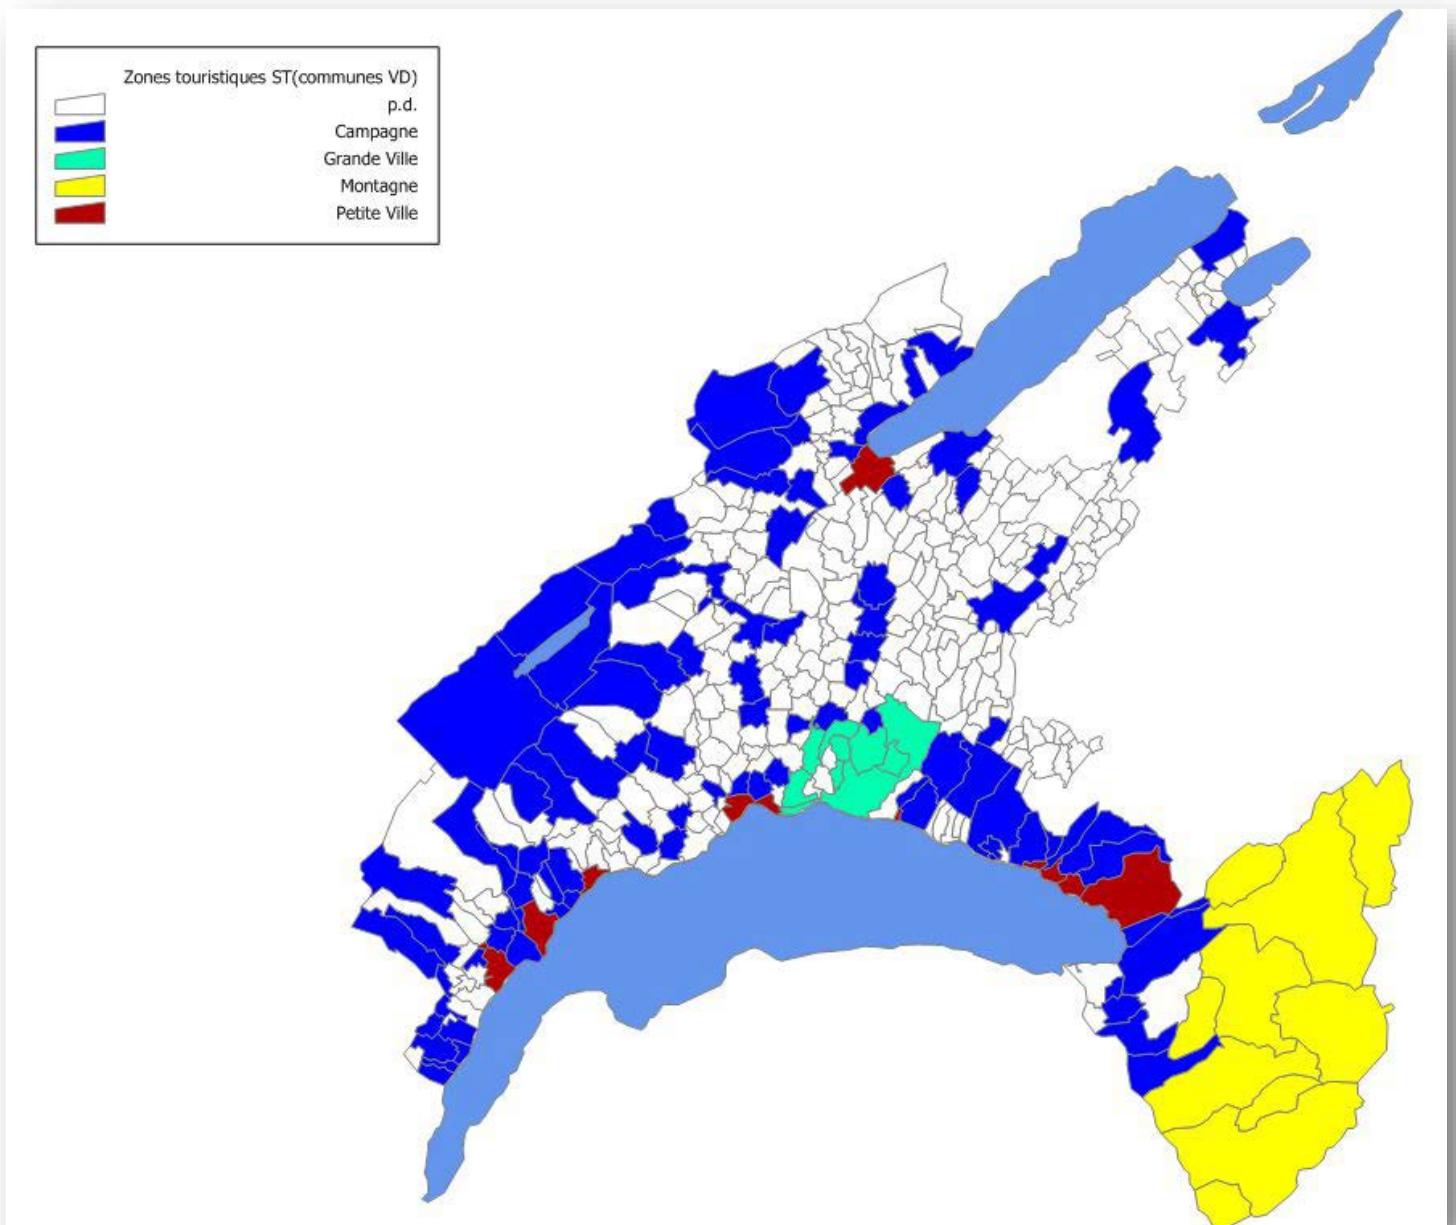 Zones touristiques ST(communes VD)
p.d.
Campagne
Grande Ville
Montagne
Petite Ville